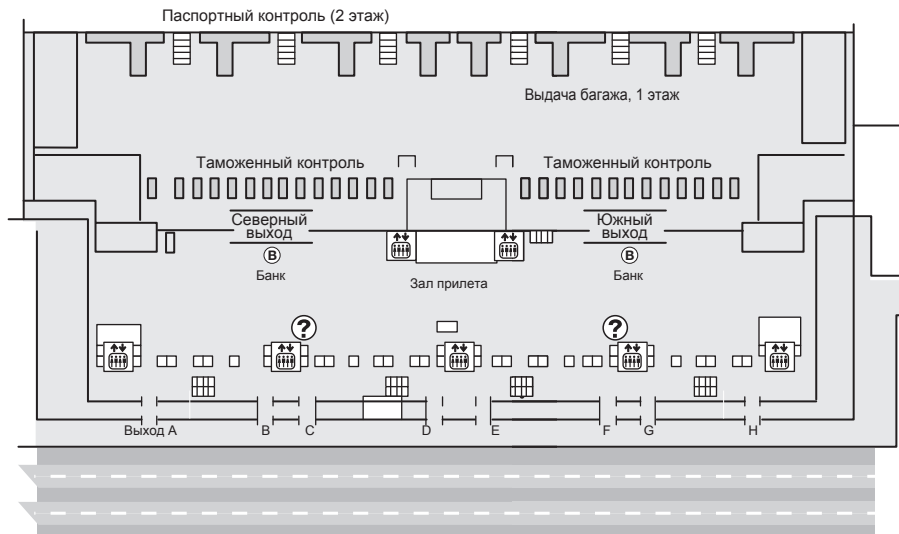 Паспортный контроль (2 этаж)
Выдача багажа, 1 этаж
Таможенный контроль
Таможенный контроль
Северный
выход
Южный
выход
B
B
Банк
Банк
Зал прилета
?
?
Выход A
B
C
D
E
F
G
H